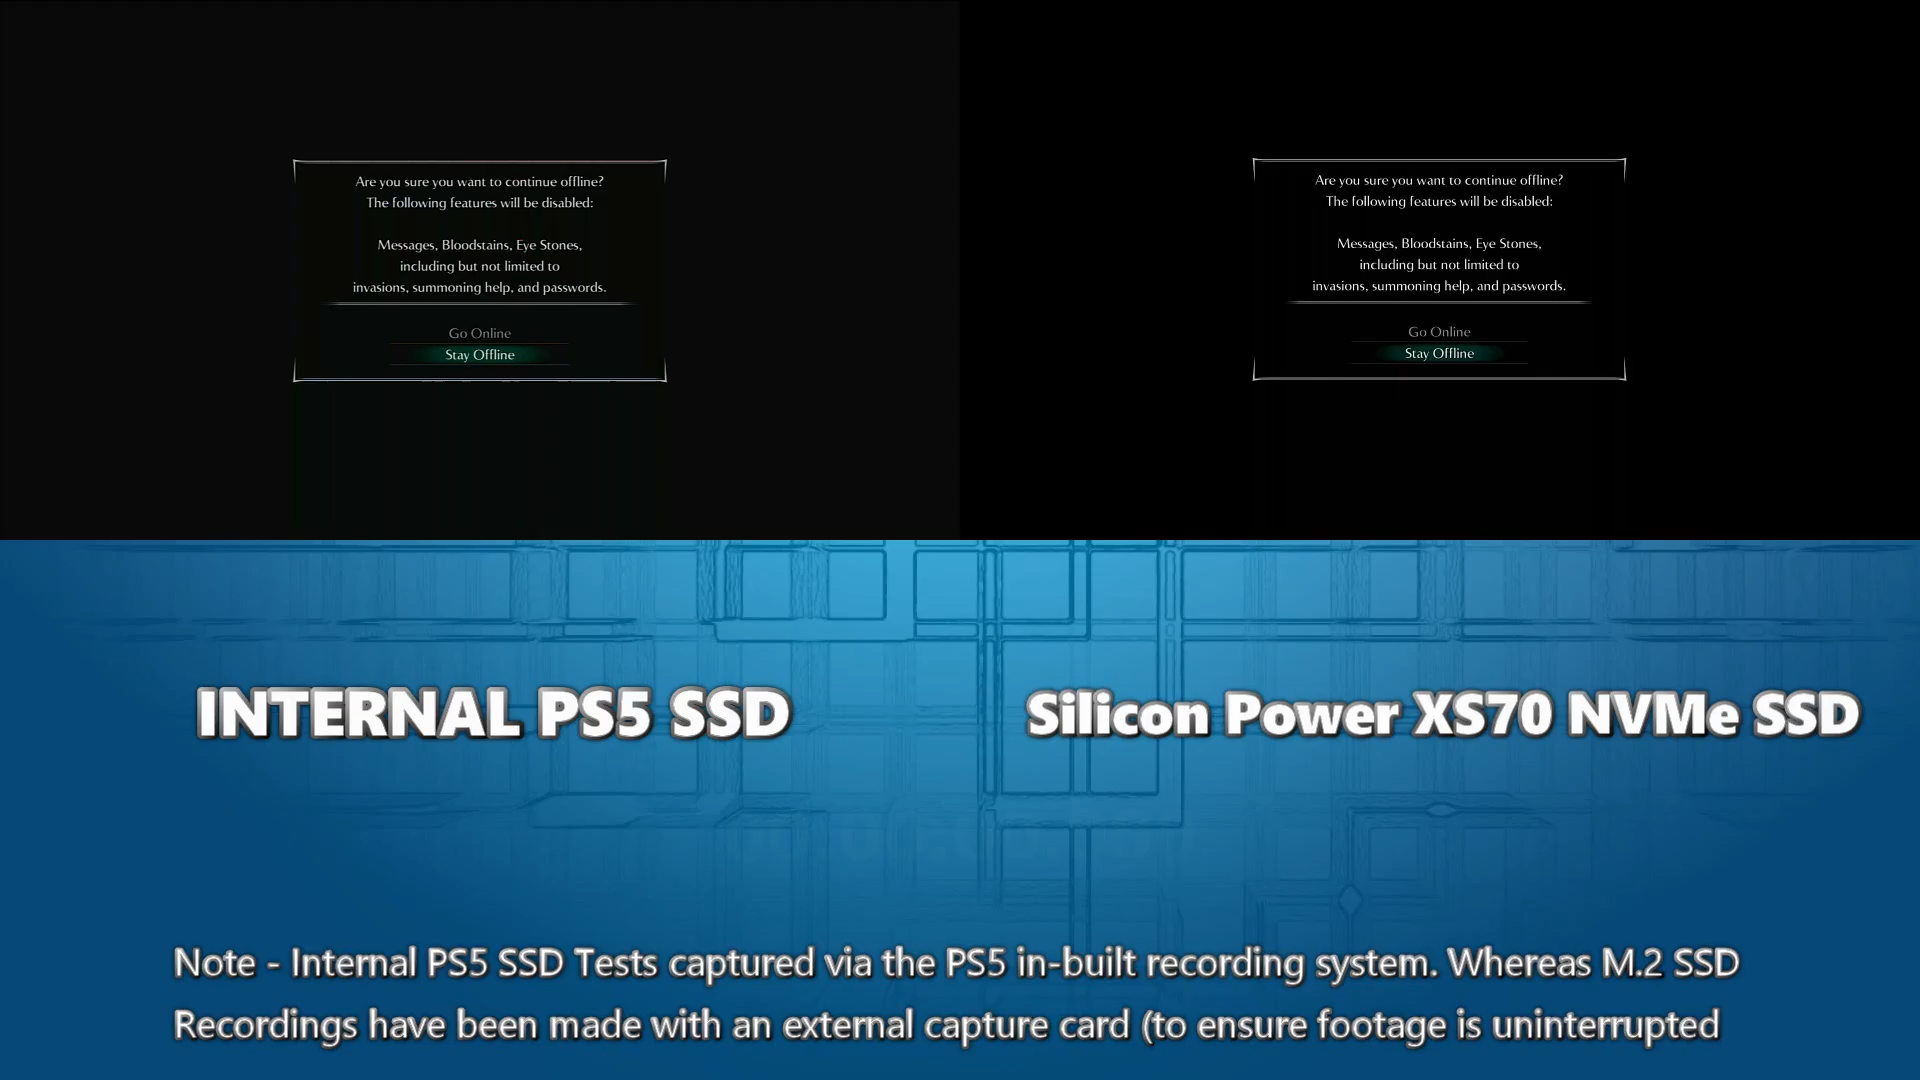 Are you sure you want to continue offline?
The following features will be disabled:
Messages, Bloodstains, Eye Stones,
including but not limited to
invasions, summoning help, and passwords.
Go Online
Stay Offline
Are you sure you want to continue offline?
The following features will be disabled:
Messages, Bloodstains, Eye Stones,
including but not limited to
invasions, summoning help, and passwords.
Go Online
Stay Offline
INTERNAL PS5 SSD
Silicon Power XS70 NVMe SSD
Note - Internal PS5 SSD Tests captured via the PS5 in-built recording system. Whereas M.2 SSD
Recordings have been made with an external capture card (to ensure footage is uninterrupted